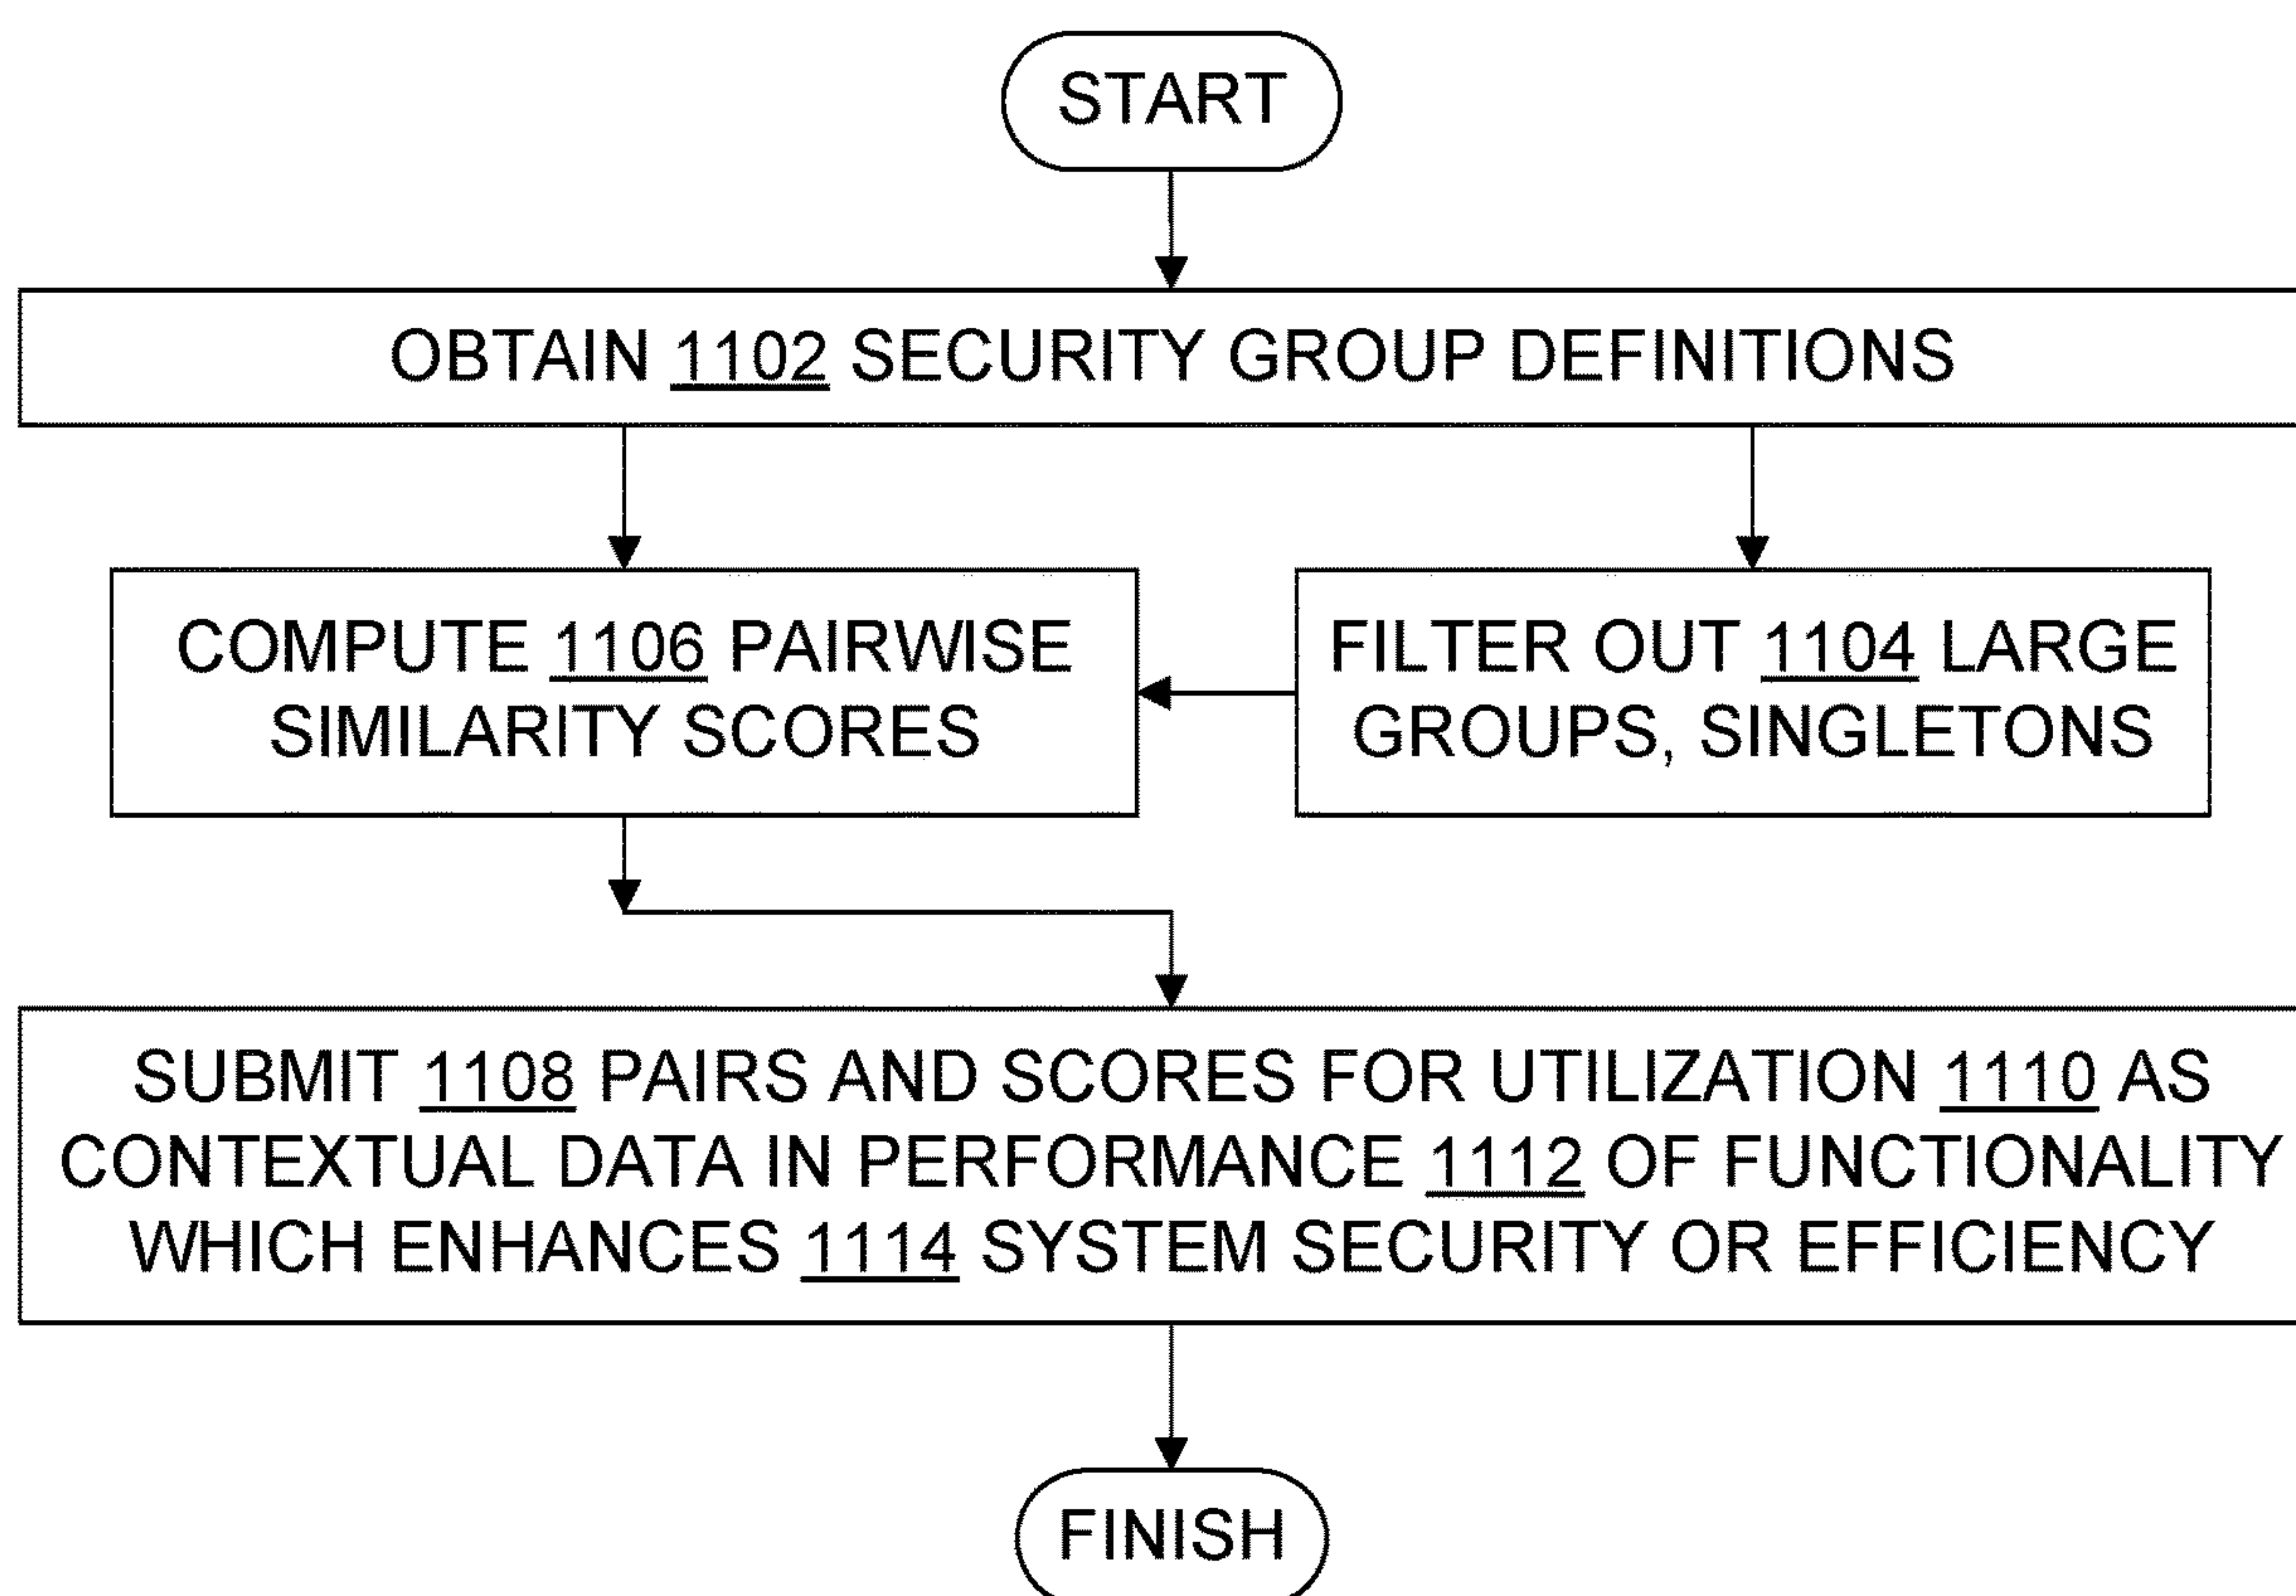 START
OBTAIN 1102 SECURITY GROUP DEFINITIONS
COMPUTE 1106 PAIRWISE
SIMILARITY SCORES
FILTER OUT 1104 LARGE
GROUPS, SINGLETONS
SUBMIT 1108 PAIRS AND SCORES FOR UTILIZATION 1110 AS
CONTEXTUAL DATA IN PERFORMANCE 1112 OF FUNCTIONALITY
WHICH ENHANCES 1114 SYSTEM SECURITY OR EFFICIENCY
FINISH